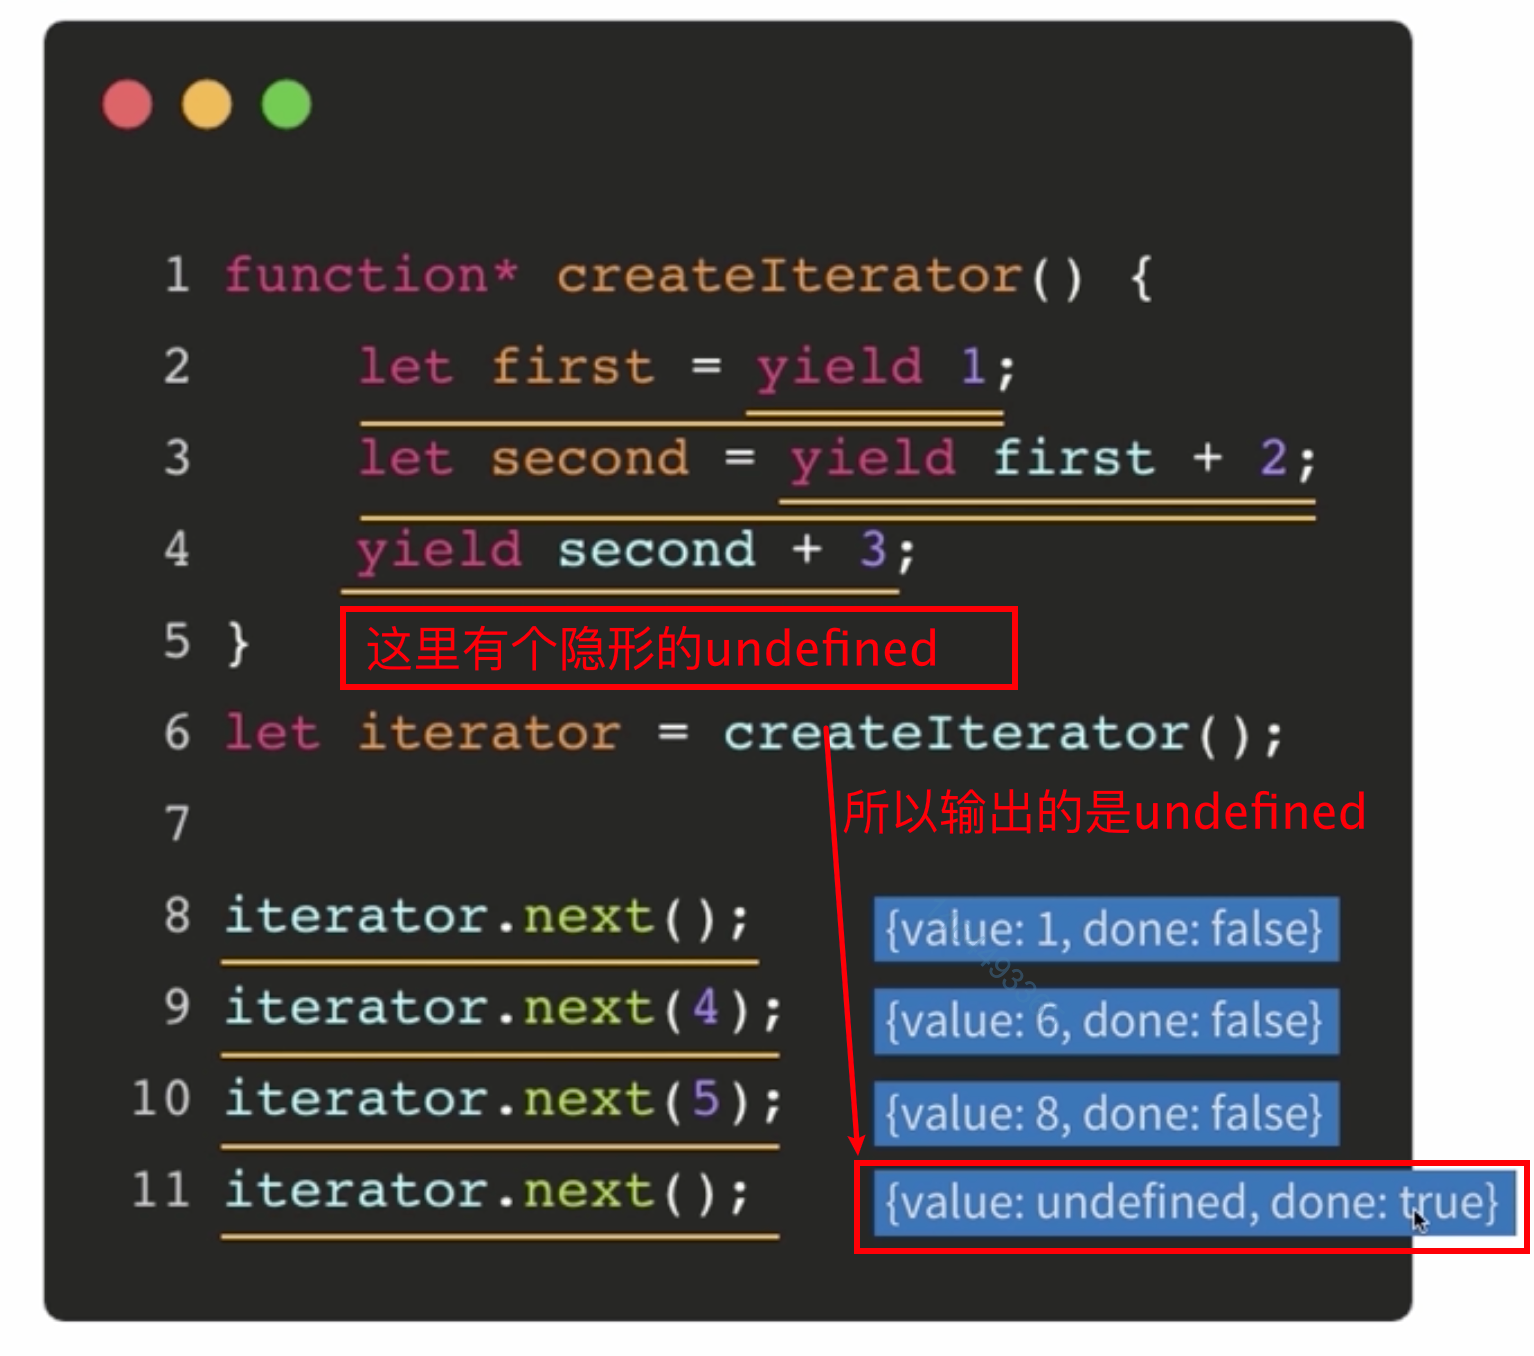 1 function* createIterator() {
2 let first = yield 1;
3 let second = yield first + 2;
4 yield second + 3;
5 }
这里有个隐形的undefined
6 let iterator = createIterator();
所以输出的是undefined
7
8 iterator.next(); {value: 1, done: false}
9 iterator.next(4); {value: 6, done: false}
10 iterator.next(5); {value: 8, done: false}
11 iterator.next(); {value: undefined, done: true}